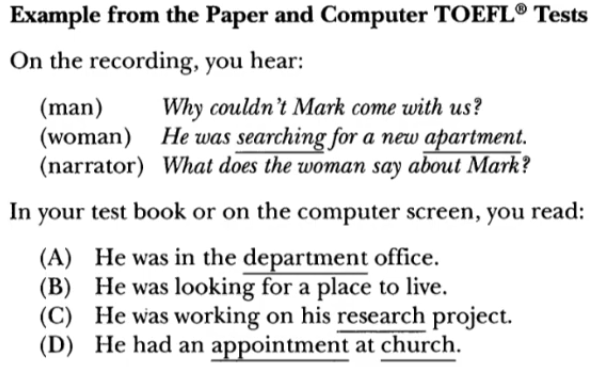 Example from the Paper and Computer TOEFL® Tests
On the recording, you hear:
(man) Why couldn't Mark come with us?
(woman) He was searching for a new apartment.
(narrator) What does the woman say about Mark?
In your test book or on the computer screen, you read:
(A) He was in the department office.
(B) He was looking for a place to live.
(C) He was working on his research project.
(D) He had an appointment at church.